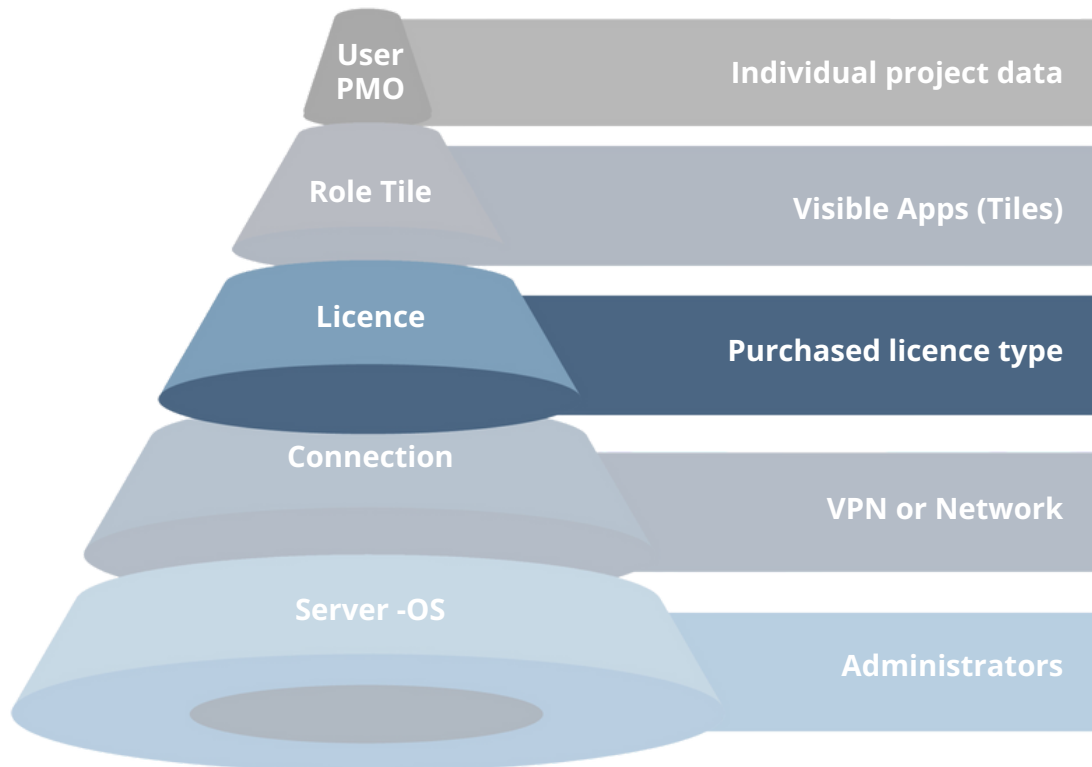 User
PMO
Individual project data
Role Tile
Visible Apps (Tiles)
Licence
Purchased licence type
Connection
VPN or Network
Server -OS
Administrators